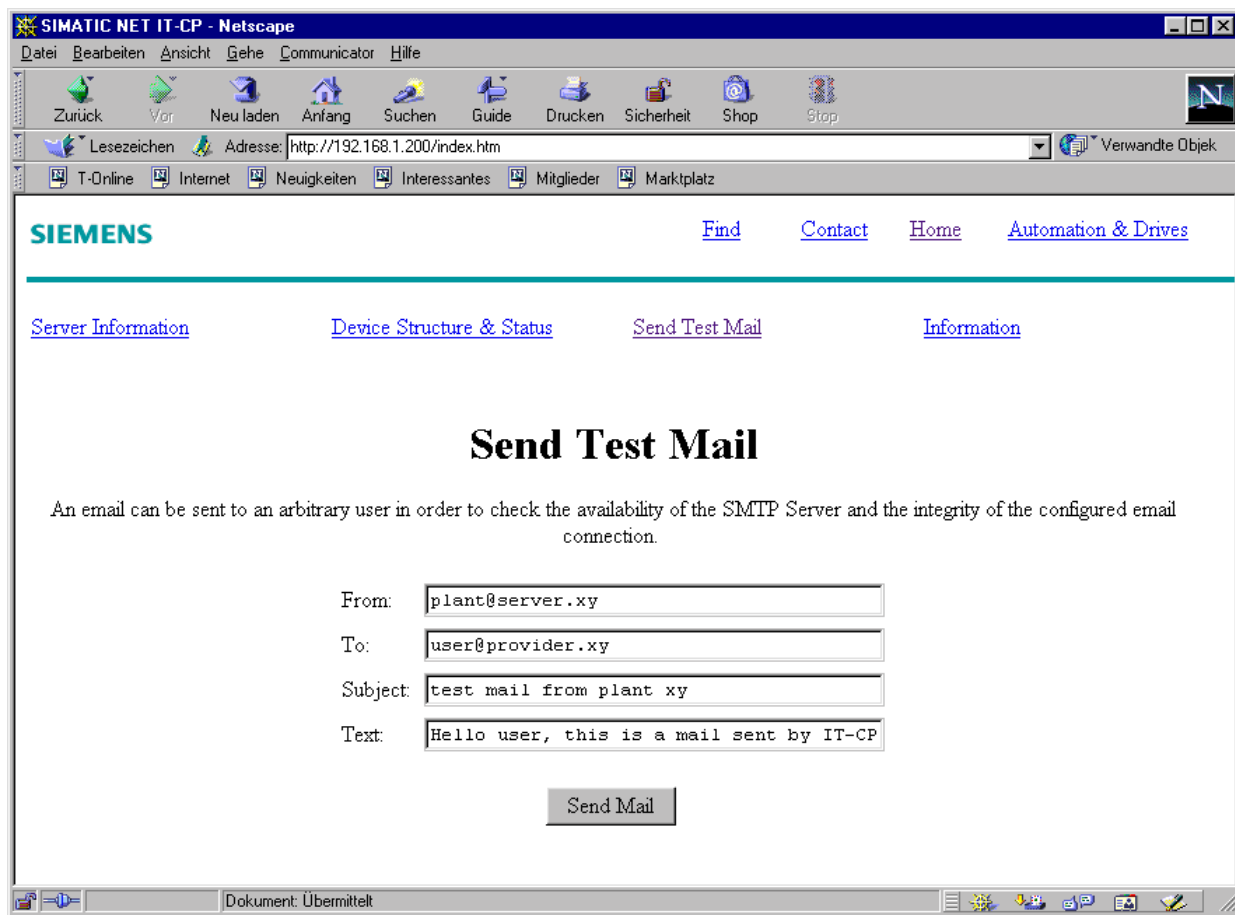 SIMATIC NET IT-CP - Netscape
Datei Bearbeiten Ansicht Gehe Communicator Hilfe
Zurück Vor Neu laden Anfang Suchen Guide Drucken Sicherheit Shop Stop
N
Lesezeichen Adresse: http://192.168.1.200/index.htm Verwandte Objek
T-Online Internet Neuigkeiten Interessantes Mitglieder Marktplatz
SIEMENS Find Contact Home Automation & Drives
Server Information Device Structure & Status Send Test Mail Information
Send Test Mail
An email can be sent to an arbitrary user in order to check the availability of the SMTP Server and the integrity of the configured email
connection.
From: plant@server.xy
To: user@provider.xy
Subject: test mail from plant xy
Text: Hello user, this is a mail sent by IT-CP
Send Mail
Dokument: Übermittelt